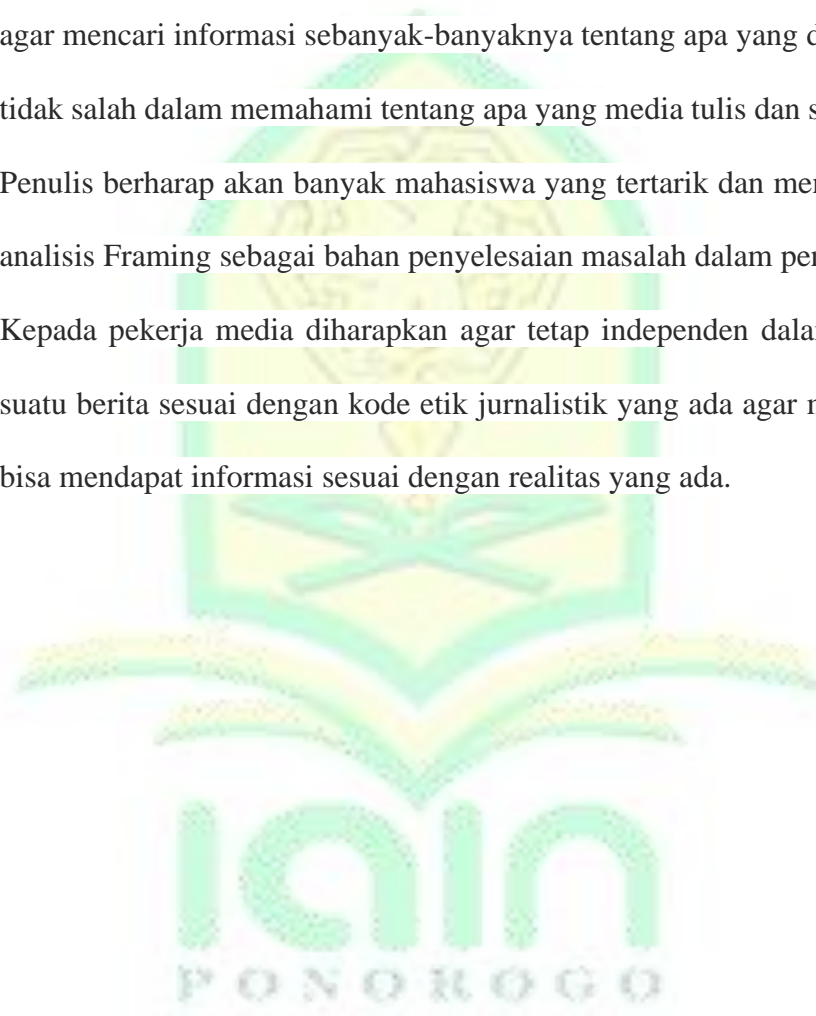 agar mencari informasi sebanyak-banyaknya tentang apa yang
tidak salah dalam memahami tentang apa yang media tulis dan
Penulis berharap akan banyak mahasiswa yang tertarik dan
analisis Framing sebagai bahan penyelesaian masalah dalam
Kepada pekerja media diharapkan agar tetap independen
suatu berita sesuai dengan kode etik jurnalistik yang ada agar
bisa mendapat informasi sesuai dengan realitas yang ada.
iain
PONOROGO